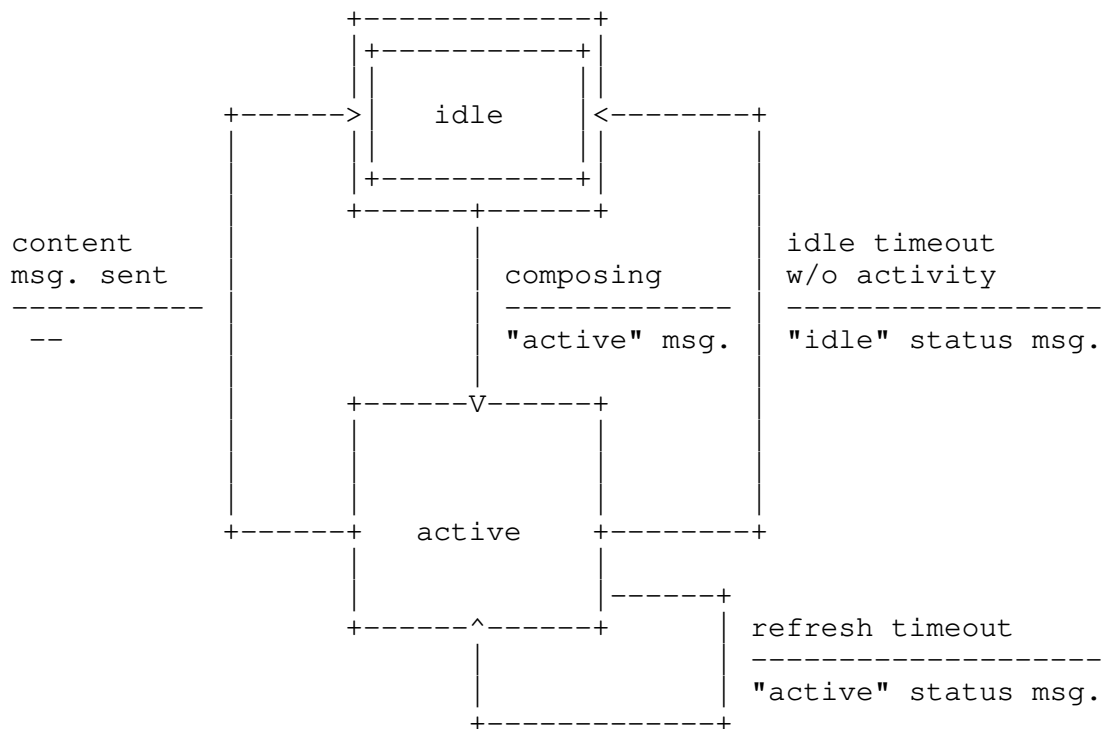 idle
content
msg. sent
--
composing
"active" msg.
idle timeout
w/o activity
"idle" status msg.
active
refresh timeout
"active" status msg.